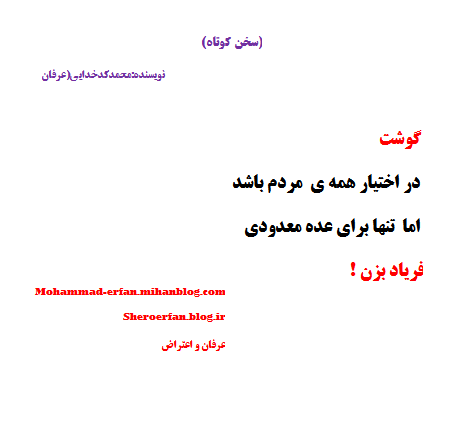 (سخن کوتاه)
نویسنده:محمدکدخدایی(عرفان
گوشت
در اختیار همه ی مردم باشد
اما تنها برای عده معدودی
فریاد بزن !
Mohammad-erfan.mihanblog.com
Sheroerfan.blog.ir
عرفان و اعتراض